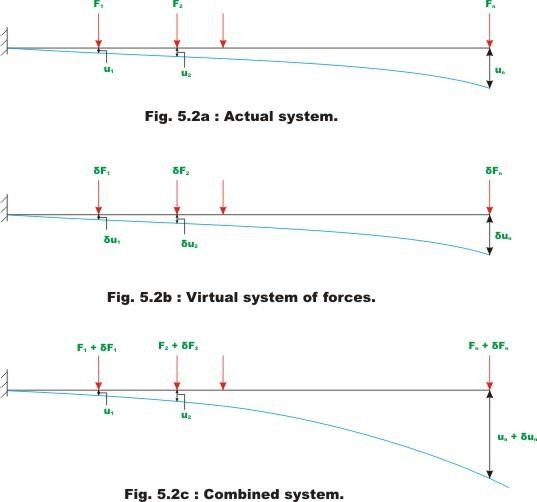 F₁ F₂ Fₙ
u₁ u₂ uₙ
Fig. 5.2a : Actual system.
δF₁ δF₂ δFₙ
δu₁ δu₂ δuₙ
Fig. 5.2b : Virtual system of forces.
F₁ + δF₁ F₂ + δF₂ Fₙ + δFₙ
u₁ u₂ uₙ + δuₙ
Fig. 5.2c : Combined system.